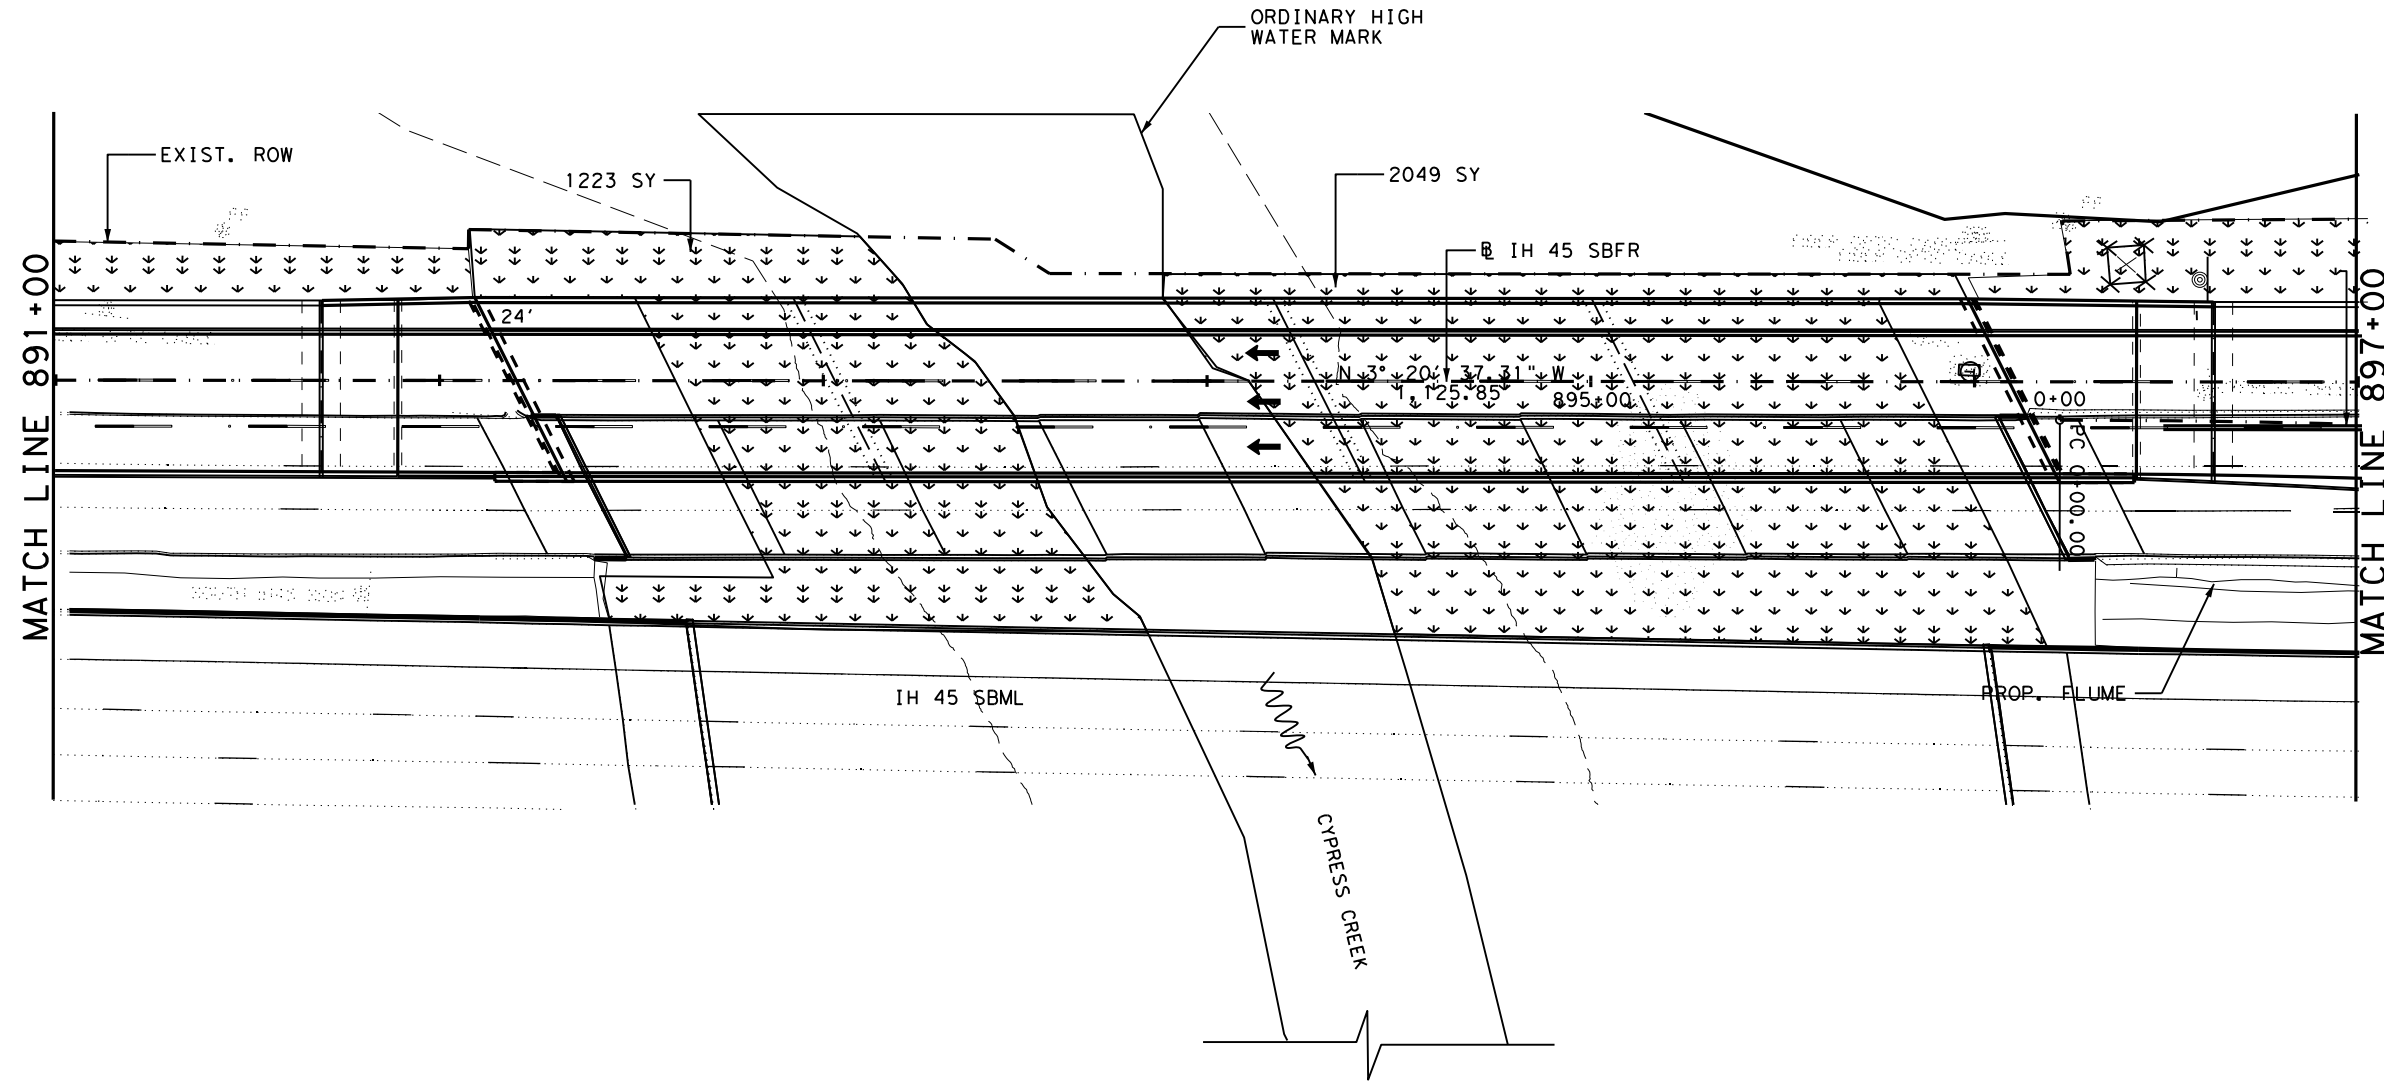 ORDINARY HIGH
WATER MARK
EXIST. ROW
1223 SY
2049 SY
B IH 45 SBFR
MATCH LINE 891+00
24'
N 3° 20' 37.31" W
1,125.85'
895+00
0+00
PC 0+00.00
MATCH LINE 897+00
IH 45 SBML
PROP. FLUME
CYPRESS CREEK